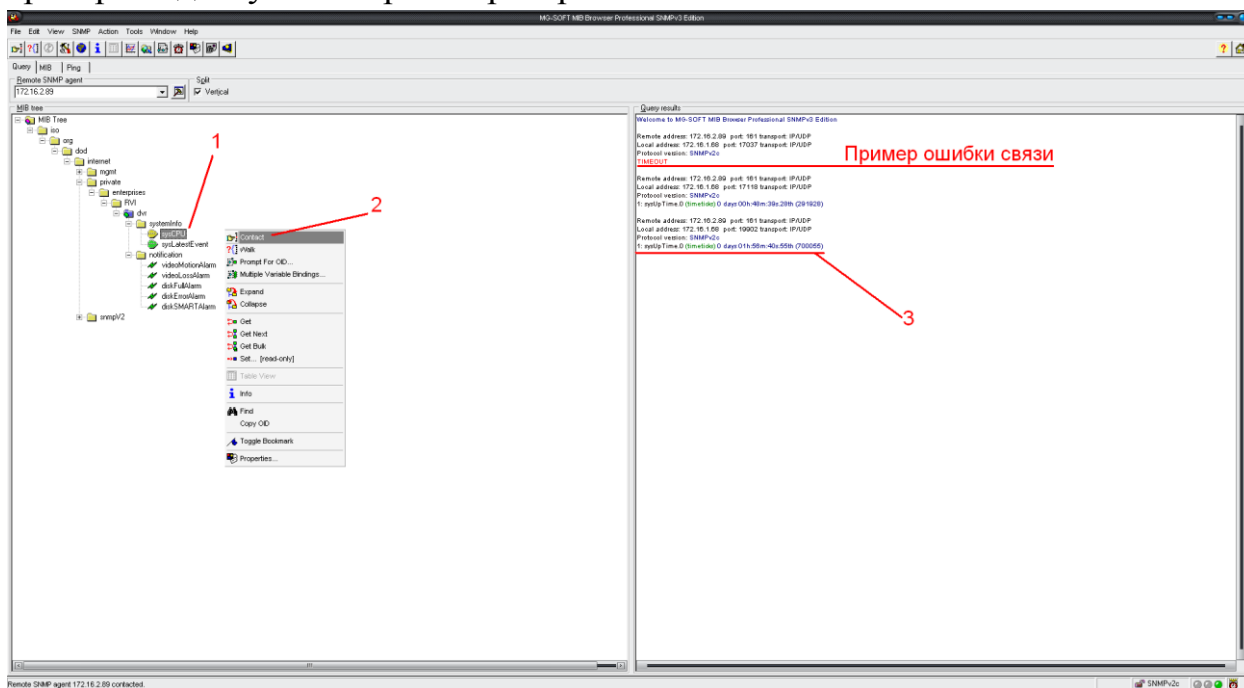 MG-SOFT MIB Browser Professional SNMPv3 Edition
File Edit View SNMP Action Tools Window Help
Query MIB Ping
Remote SNMP agent
Split
172.16.2.89
Vertical
MIB tree
MIB Tree
iso
org
dod
internet
mgmt
private
enterprises
RVI
dvr
systemInfo
sysCPU
sysLatestEvent
notification
videoMotionAlarm
videoLossAlarm
diskFullAlarm
diskErrorAlarm
diskSMARTAlarm
snmpV2
1
2
Contact
Walk
Prompt For OID...
Multiple Variable Bindings...
Expand
Collapse
Get
Get Next
Get Bulk
Set... [read-only]
Table View
Info
Find
Copy OID
Toggle Bookmark
Properties...
Query results
Welcome to MG-SOFT MIB Browser Professional SNMPv3 Edition
Remote address: 172.16.2.89 port: 161 transport: IP/UDP
Local address: 172.16.1.68 port: 17037 transport: IP/UDP
Protocol version: SNMPv2c
TIMEOUT
Пример ошибки связи
Remote address: 172.16.2.89 port: 161 transport: IP/UDP
Local address: 172.16.1.68 port: 17118 transport: IP/UDP
Protocol version: SNMPv2c
1: sysUpTime.0 (timeticks) 0 days 00h:48m:39s.28th (291928)
Remote address: 172.16.2.89 port: 161 transport: IP/UDP
Local address: 172.16.1.68 port: 19902 transport: IP/UDP
Protocol version: SNMPv2c
1: sysUpTime.0 (timeticks) 0 days 01h:56m:40s.55th (700055)
3
Remote SNMP agent 172.16.2.89 contacted.
SNMPv2c